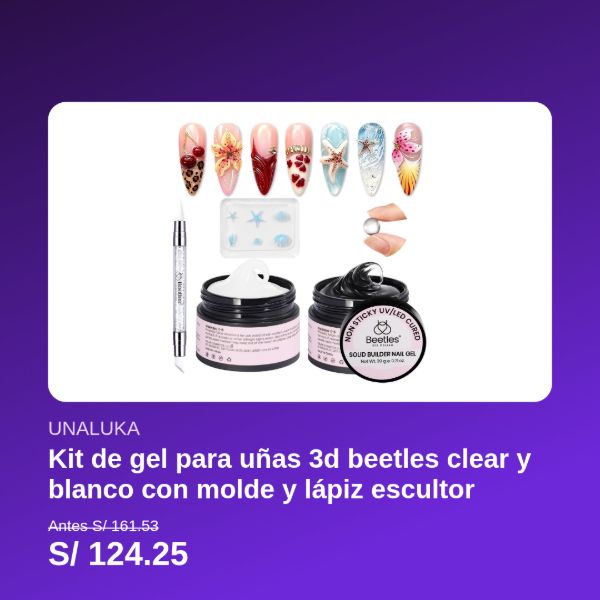 Beetles
NON STICKY UV/LED CURED
Beetles
SOLID BUILDER NAIL GEL
UNALUKA
Kit de gel para uñas 3d beetles clear y
blanco con molde y lápiz escultor
Antes S/ 161.53
S/ 124.25